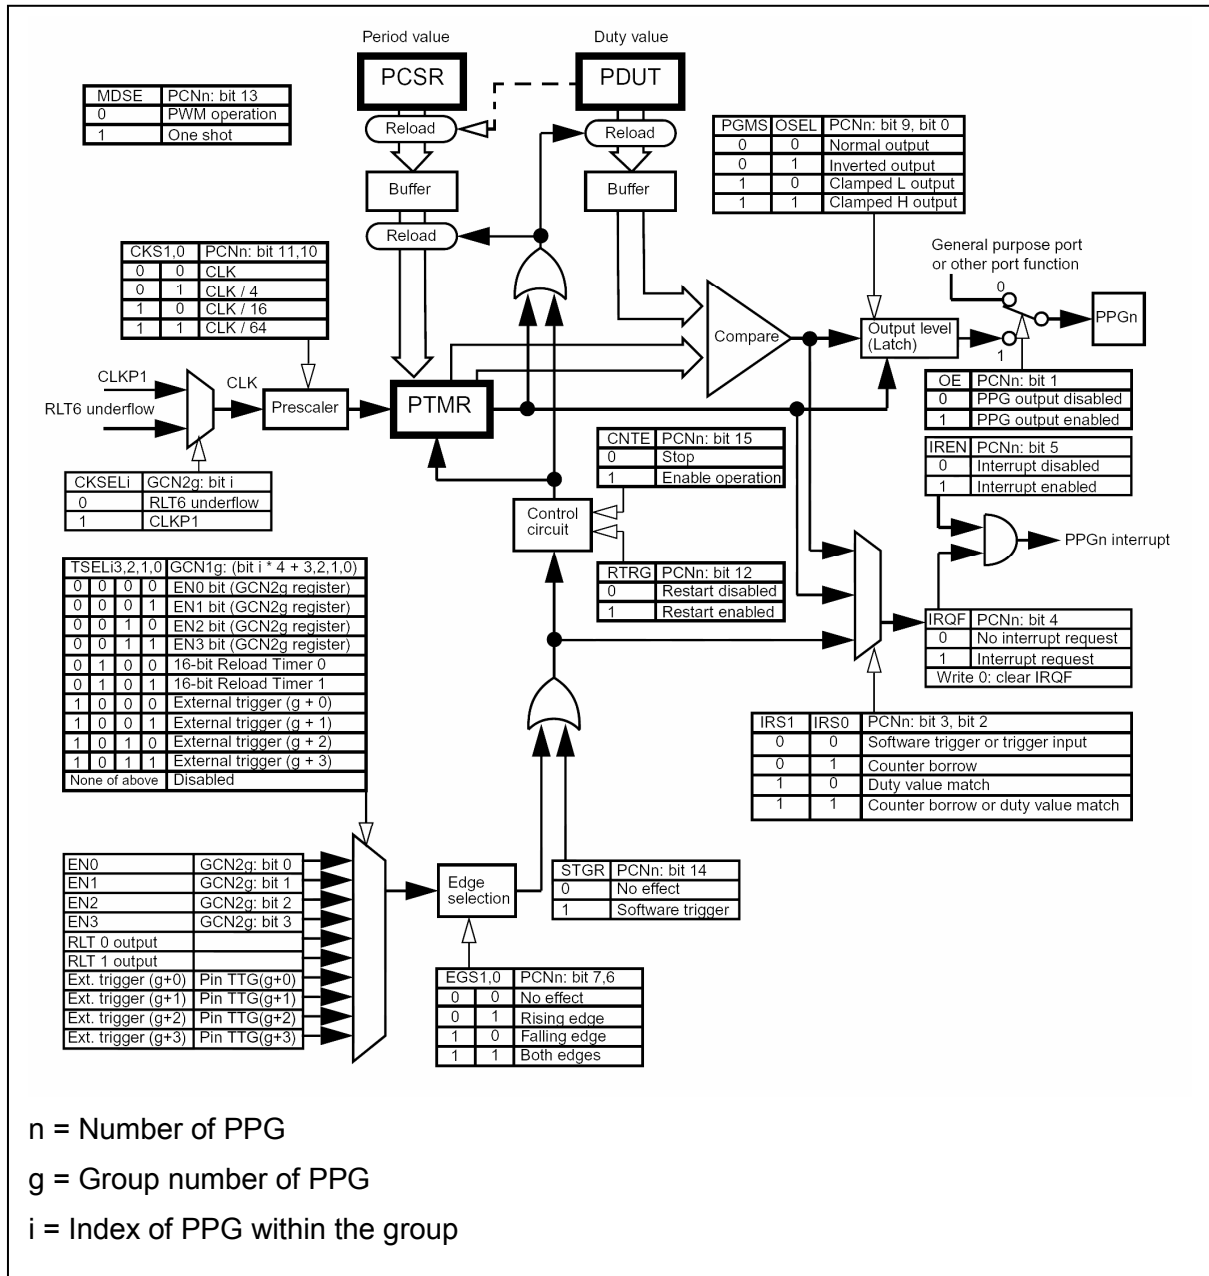 Period value
Duty value
PCSR
PDUT
MDSE PCNn: bit 13
0 PWM operation
1 One shot
Reload
Reload
PGMS OSEL PCNn: bit 9, bit 0
0 0 Normal output
0 1 Inverted output
1 0 Clamped L output
1 1 Clamped H output
Buffer
Buffer
Reload
CKS1,0 PCNn: bit 11,10
0 0 CLK
0 1 CLK / 4
1 0 CLK / 16
1 1 CLK / 64
General purpose port
or other port function
0
1
PPGn
Compare
Output level
(Latch)
CLKP1
RLT6 underflow
CLK
Prescaler
PTMR
OE PCNn: bit 1
0 PPG output disabled
1 PPG output enabled
CNTE PCNn: bit 15
0 Stop
1 Enable operation
IREN PCNn: bit 5
0 Interrupt disabled
1 Interrupt enabled
CKSELi GCN2g: bit i
0 RLT6 underflow
1 CLKP1
Control
circuit
PPGn interrupt
TSELi3,2,1,0 GCN1g: (bit i * 4 + 3,2,1,0)
0 0 0 0 EN0 bit (GCN2g register)
0 0 0 1 EN1 bit (GCN2g register)
0 0 1 0 EN2 bit (GCN2g register)
0 0 1 1 EN3 bit (GCN2g register)
0 1 0 0 16-bit Reload Timer 0
0 1 0 1 16-bit Reload Timer 1
1 0 0 0 External trigger (g + 0)
1 0 0 1 External trigger (g + 1)
1 0 1 0 External trigger (g + 2)
1 0 1 1 External trigger (g + 3)
None of above Disabled
RTRG PCNn: bit 12
0 Restart disabled
1 Restart enabled
IRQF PCNn: bit 4
0 No interrupt request
1 Interrupt request
Write 0: clear IRQF
IRS1 IRS0 PCNn: bit 3, bit 2
0 0 Software trigger or trigger input
0 1 Counter borrow
1 0 Duty value match
1 1 Counter borrow or duty value match
EN0 GCN2g: bit 0
EN1 GCN2g: bit 1
EN2 GCN2g: bit 2
EN3 GCN2g: bit 3
RLT 0 output
RLT 1 output
Ext. trigger (g+0) Pin TTG(g+0)
Ext. trigger (g+1) Pin TTG(g+1)
Ext. trigger (g+2) Pin TTG(g+2)
Ext. trigger (g+3) Pin TTG(g+3)
Edge
selection
STGR PCNn: bit 14
0 No effect
1 Software trigger
EGS1,0 PCNn: bit 7,6
0 0 No effect
0 1 Rising edge
1 0 Falling edge
1 1 Both edges
n = Number of PPG
g = Group number of PPG
i = Index of PPG within the group